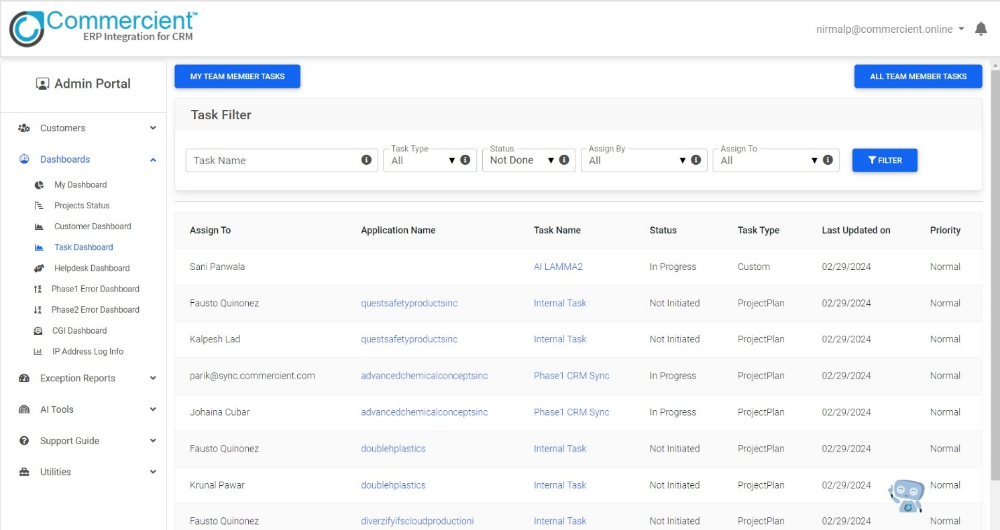 Commercient™
ERP Integration for CRM
nirmalp@commercient.online
Admin Portal
Customers
Dashboards
My Dashboard
Projects Status
Customer Dashboard
Task Dashboard
Helpdesk Dashboard
Phase1 Error Dashboard
Phase2 Error Dashboard
CGI Dashboard
IP Address Log Info
Exception Reports
AI Tools
Support Guide
Utilities
MY TEAM MEMBER TASKS ALL TEAM MEMBER TASKS
Task Filter
Task Type Status Assign By Assign To
Task Name All Not Done All All FILTER
Assign To Application Name Task Name Status Task Type Last Updated on Priority
Sani Panwala AI LAMMA2 In Progress Custom 02/29/2024 Normal
Fausto Quinonez questsafetyproductsinc Internal Task Not Initiated ProjectPlan 02/29/2024 Normal
Kalpesh Lad questsafetyproductsinc Internal Task Not Initiated ProjectPlan 02/29/2024 Normal
parik@sync.commercient.com advancedchemicalconceptsinc Phase1 CRM Sync In Progress ProjectPlan 02/29/2024 Normal
Johaina Cubar advancedchemicalconceptsinc Phase1 CRM Sync In Progress ProjectPlan 02/29/2024 Normal
Fausto Quinonez doublehplastics Internal Task Not Initiated ProjectPlan 02/29/2024 Normal
Krunal Pawar doublehplastics Internal Task Not Initiated ProjectPlan 02/29/2024 Normal
Fausto Quinonez diverzifyifscloudproductioni Internal Task Not Initiated ProjectPlan 02/29/2024 Normal